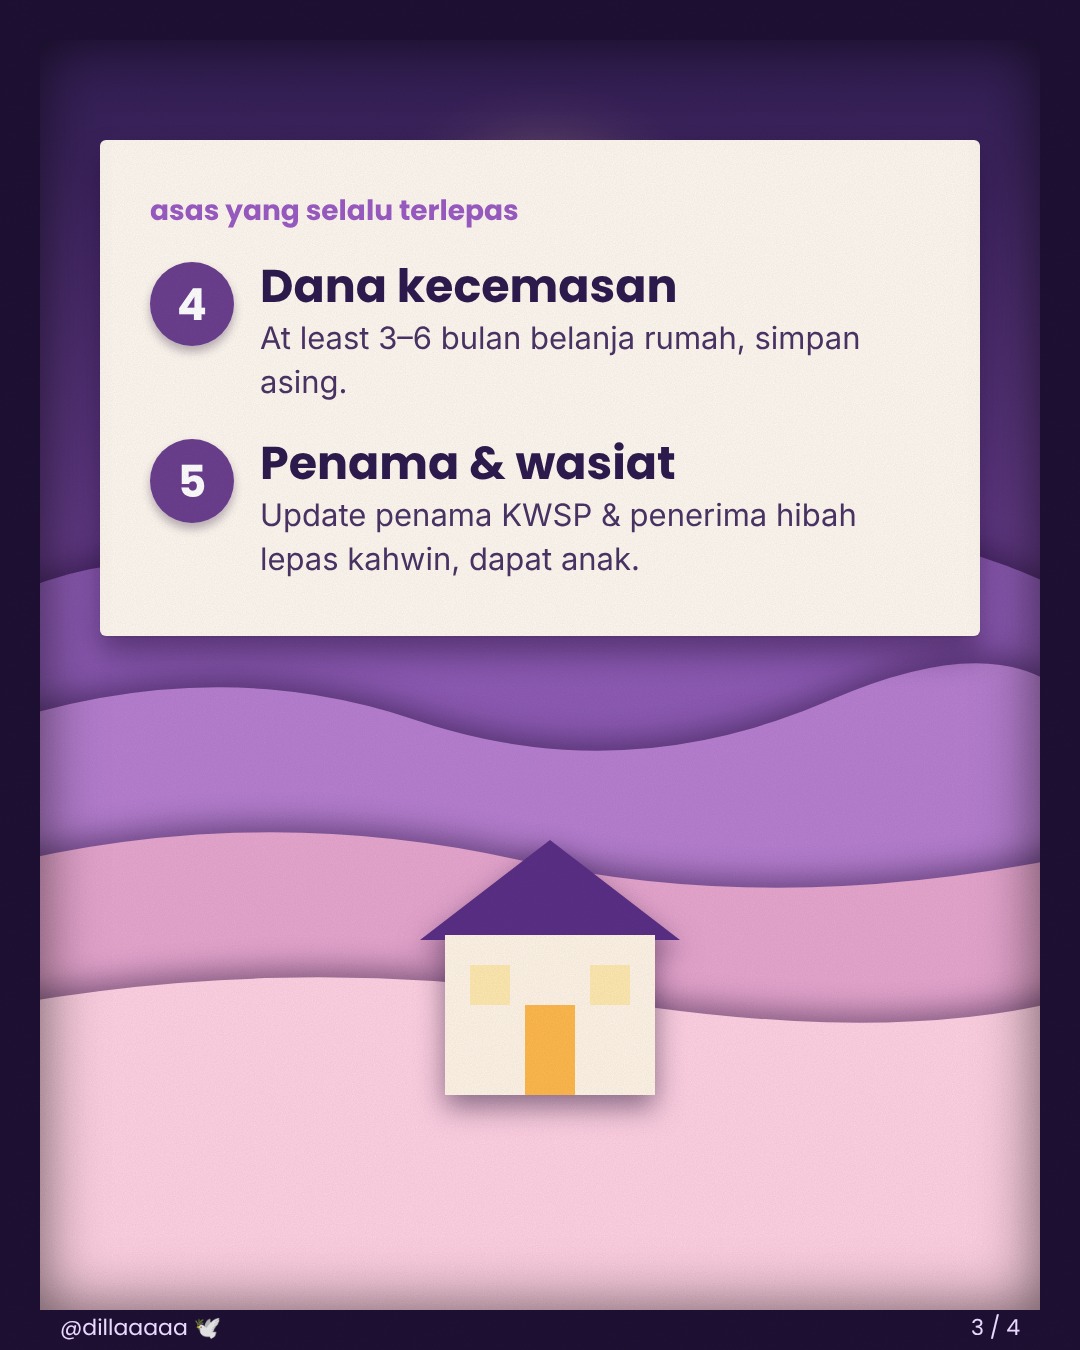 asas yang selalu terlepas
4
Dana kecemasan
At least 3–6 bulan belanja rumah, simpan
asing.
5
Penama & wasiat
Update penama KWSP & penerima hibah
lepas kahwin, dapat anak.
@dillaaaaa 🕊️
3 / 4